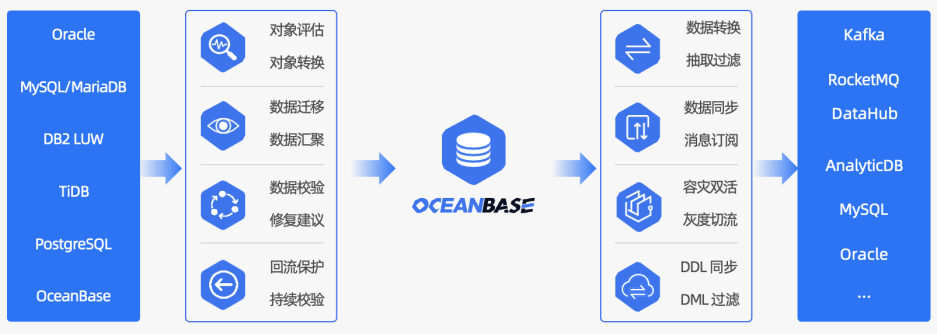 Oracle
MySQL/MariaDB
DB2 LUW
TiDB
PostgreSQL
OceanBase
对象评估
对象转换
数据迁移
数据汇聚
数据校验
修复建议
回流保护
持续校验
OCEANBASE
数据转换
抽取过滤
数据同步
消息订阅
容灾双活
灰度切流
DDL 同步
DML 过滤
Kafka
RocketMQ
DataHub
AnalyticDB
MySQL
Oracle
...